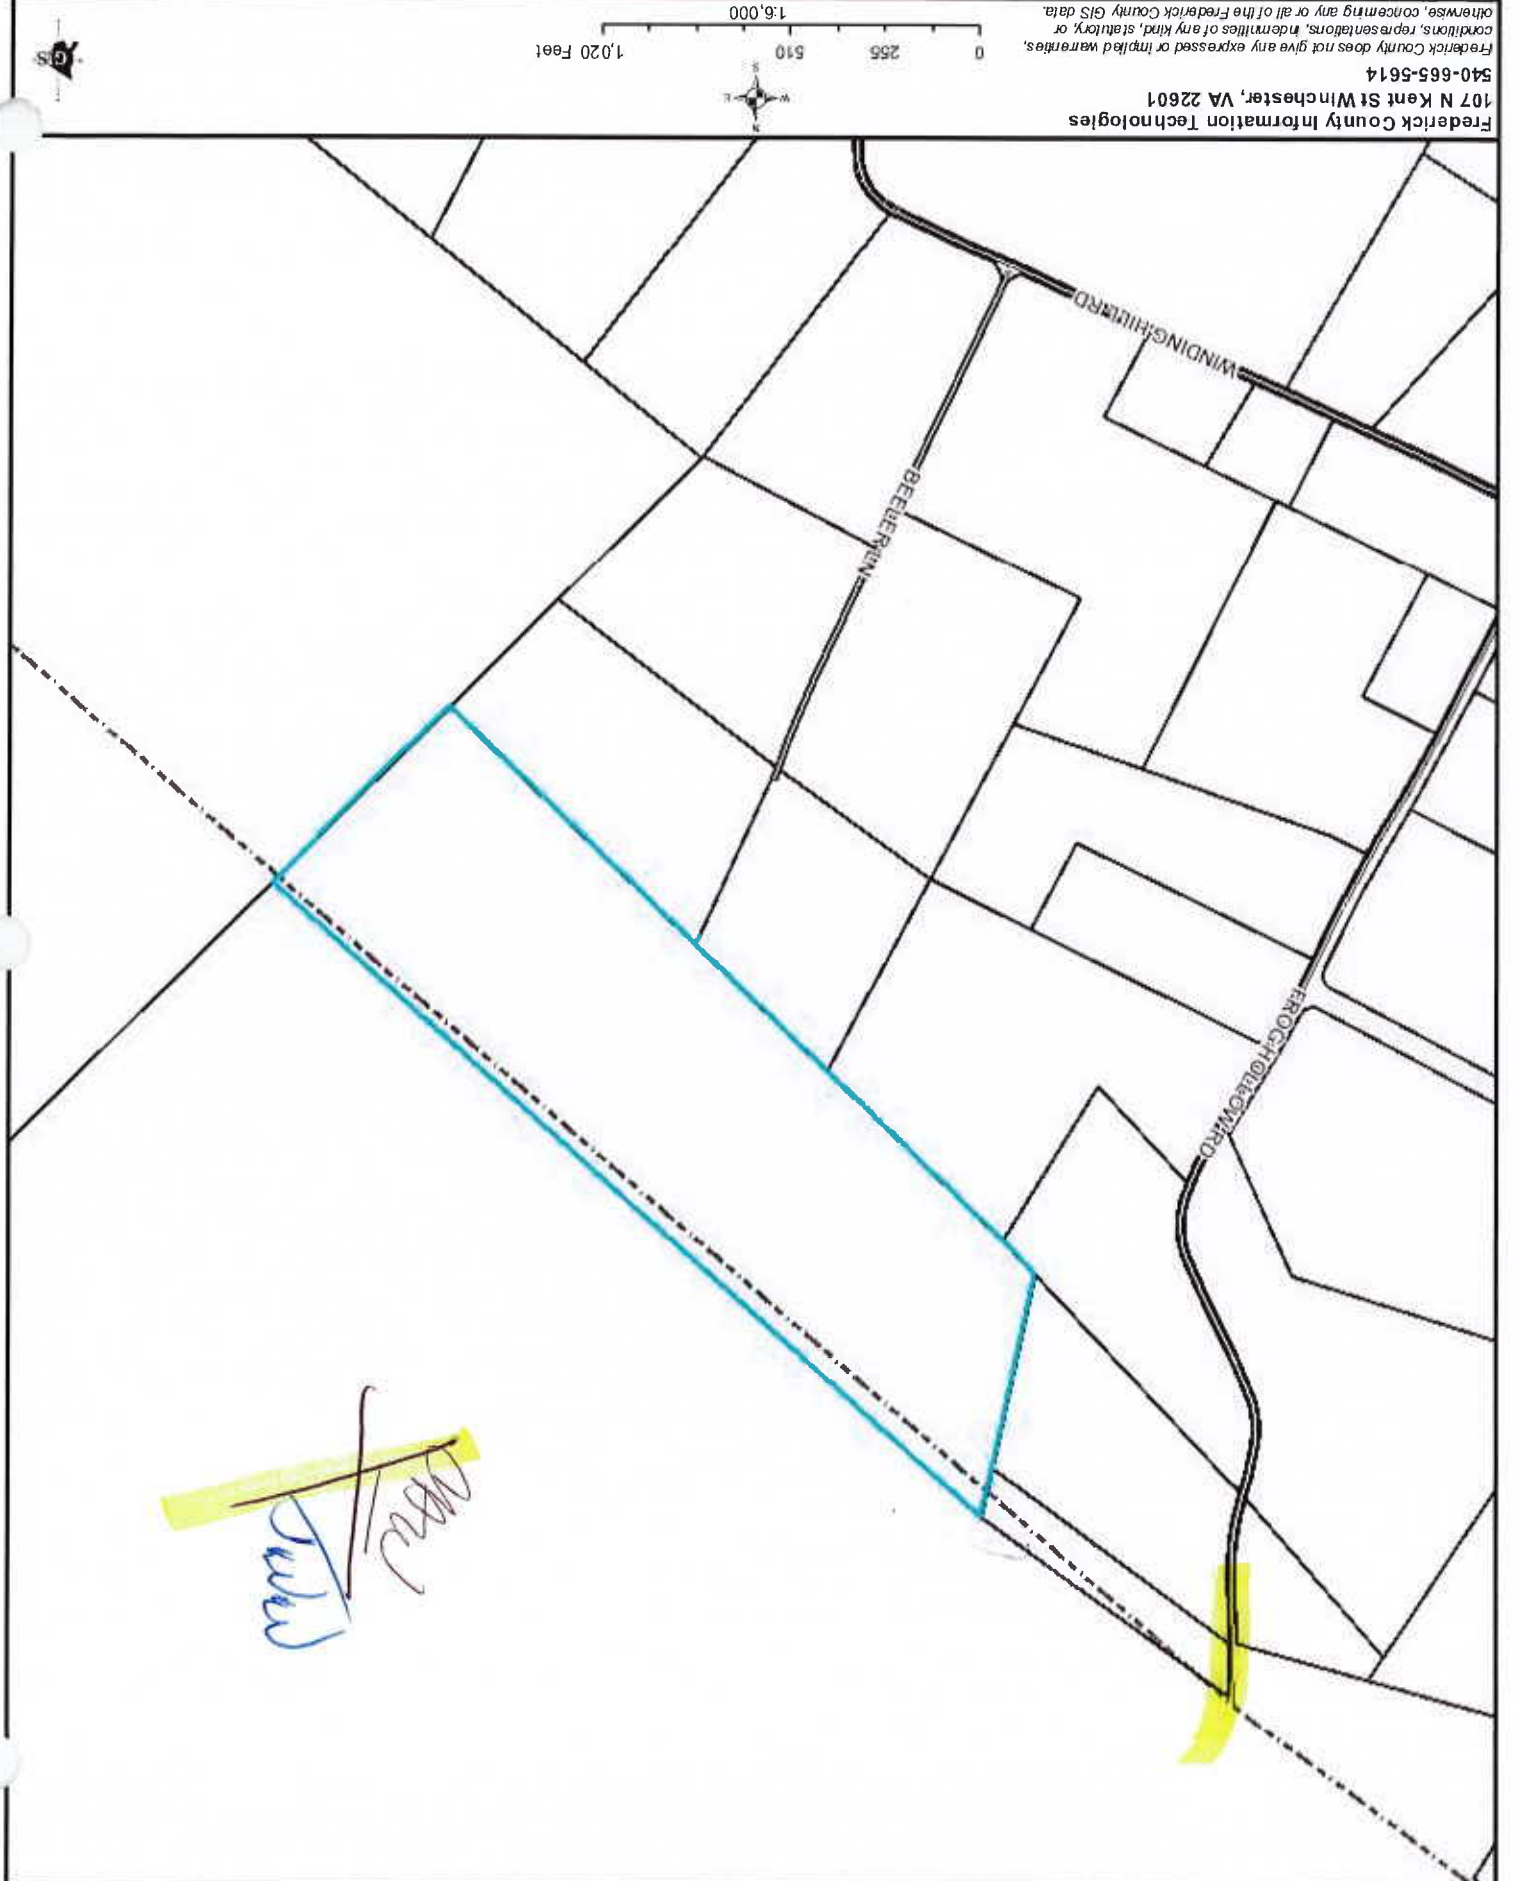 WINDING HILL RD
BEELER LN
FROG HOLLOW RD
Frederick County Information Technologies
107 N Kent St Winchester, VA 22601
540-665-5614
Frederick County does not give any expressed or implied warrenties,
conditions, representations, indemnities of any kind, statutory, or
otherwise, concerning any or all of the Frederick County GIS data.
N
W
E
S
0
255
510
1,020 Feet
1:6,000
GIS